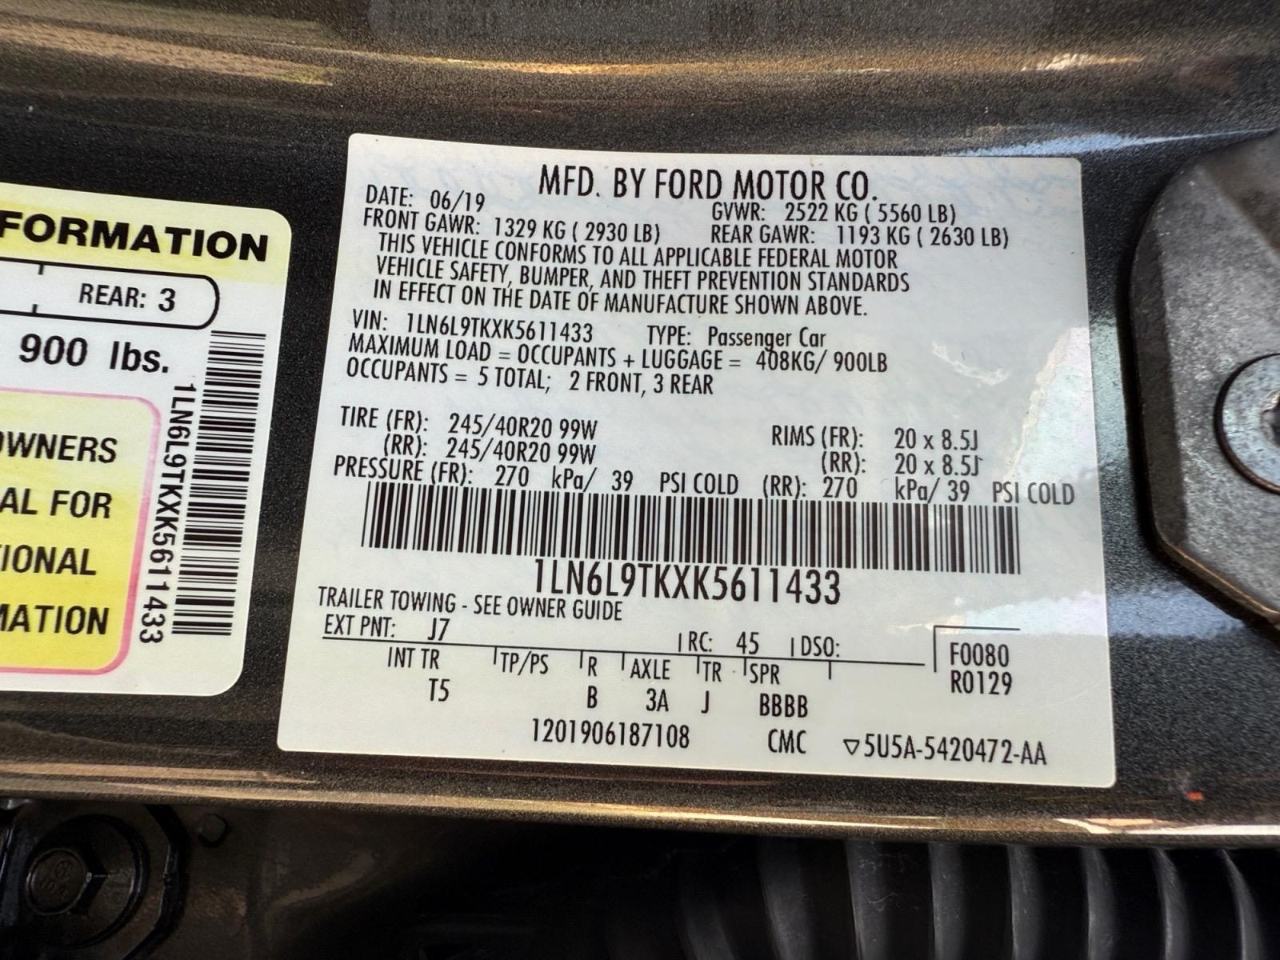 FORMATION
REAR: 3
900 lbs.
OWNERS
AL FOR
TIONAL
MATION
1LN6L9TKXK5611433
MFD. BY FORD MOTOR CO.
DATE: 06/19 GVWR: 2522 KG ( 5560 LB)
FRONT GAWR: 1329 KG ( 2930 LB) REAR GAWR: 1193 KG ( 2630 LB)
THIS VEHICLE CONFORMS TO ALL APPLICABLE FEDERAL MOTOR
VEHICLE SAFETY, BUMPER, AND THEFT PREVENTION STANDARDS
IN EFFECT ON THE DATE OF MANUFACTURE SHOWN ABOVE.
VIN: 1LN6L9TKXK5611433 TYPE: Passenger Car
MAXIMUM LOAD = OCCUPANTS + LUGGAGE = 408KG/ 900LB
OCCUPANTS = 5 TOTAL; 2 FRONT, 3 REAR
TIRE (FR): 245/40R20 99W RIMS (FR): 20 x 8.5J
(RR): 245/40R20 99W (RR): 20 x 8.5J
PRESSURE (FR): 270 kPa/ 39 PSI COLD (RR): 270 kPa/ 39 PSI COLD
1LN6L9TKXK5611433
TRAILER TOWING - SEE OWNER GUIDE
EXT PNT: J7 RC: 45 DSO: F0080
INT TR TP/PS R AXLE TR SPR R0129
T5 B 3A J BBBB
1201906187108 CMC ▽5U5A-5420472-AA